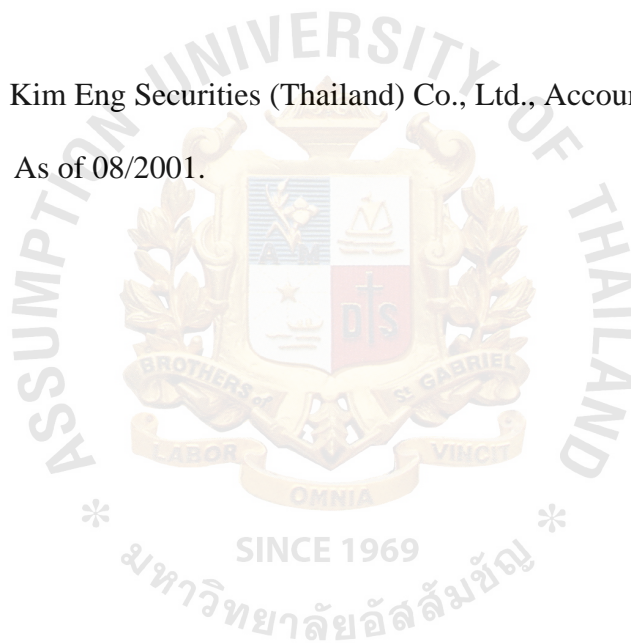 ASSUMPTION UNIVERSITY OF THAILAND
Kim Eng Securities (Thailand) Co., Ltd.,
As of 08/2001.
A M
D S
BROTHERS of St GABRIEL
LABOR VINCIT
OMNIA
SINCE 1969
มหาวิทยาลัยอัสสัมชัญ